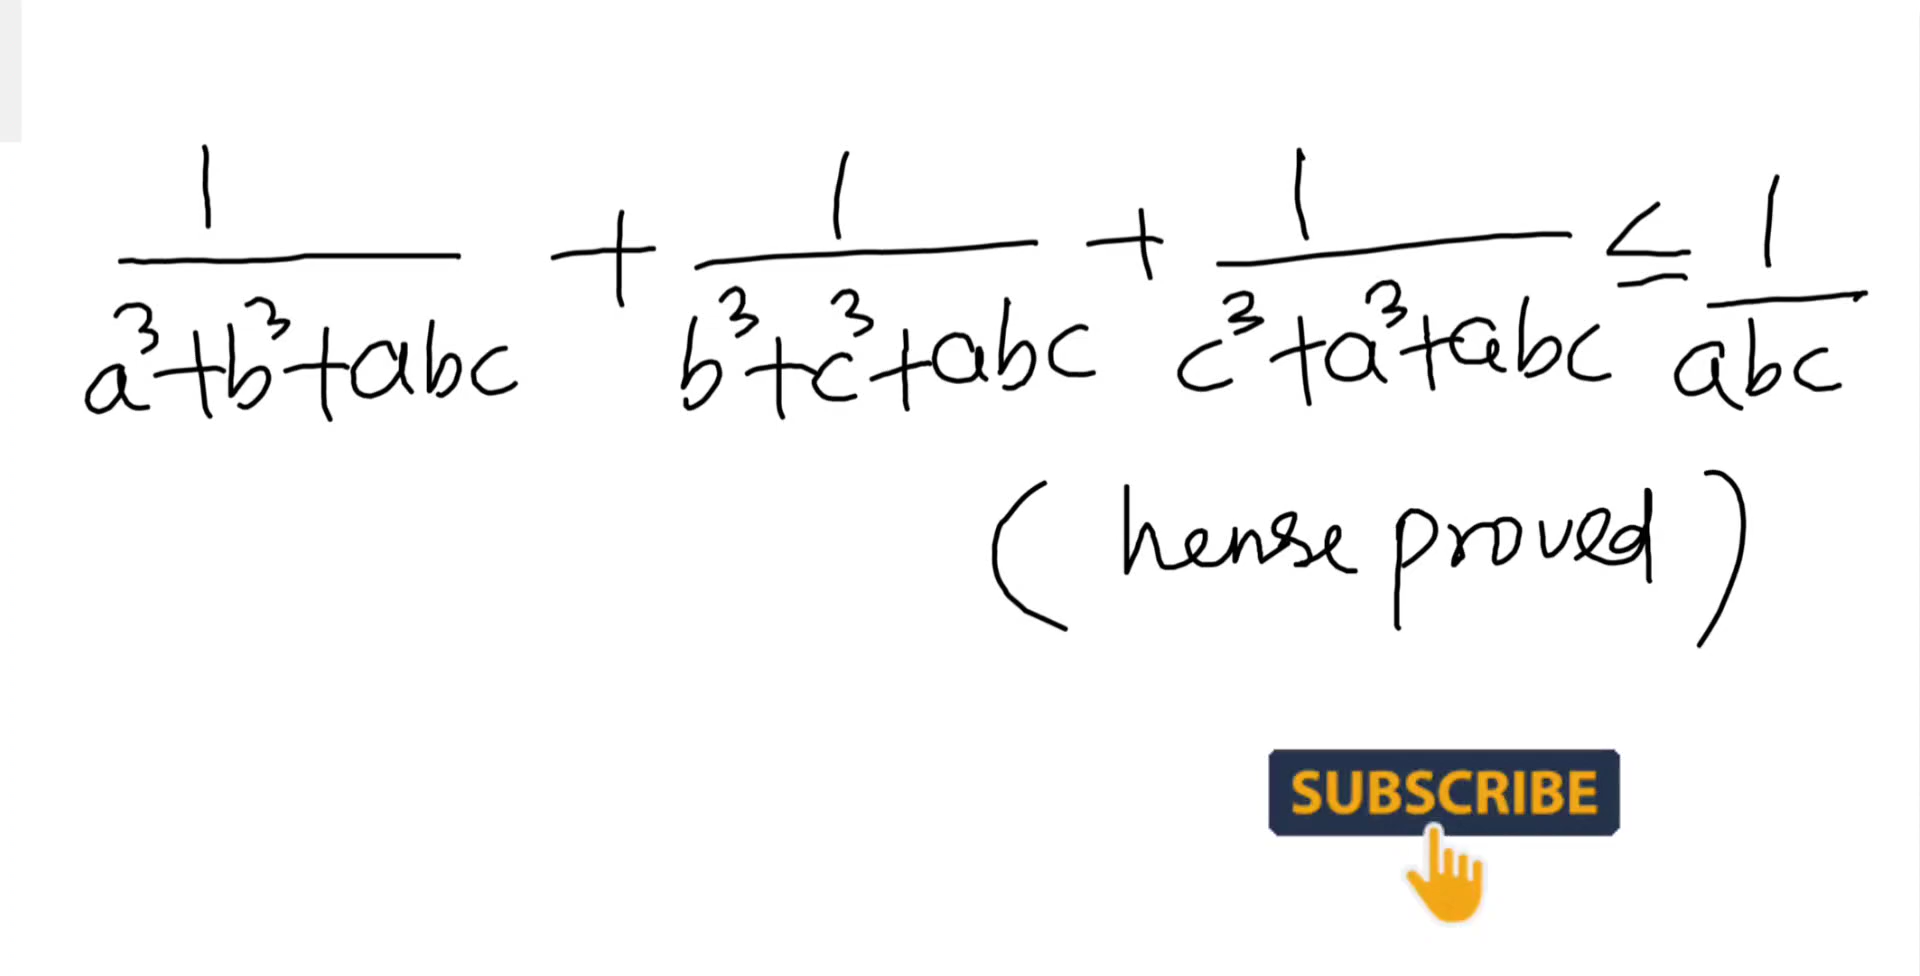 1/(a³+b³+abc) + 1/(b³+c³+abc) + 1/(c³+a³+abc) ≤ 1/abc
(hense proved)
SUBSCRIBE